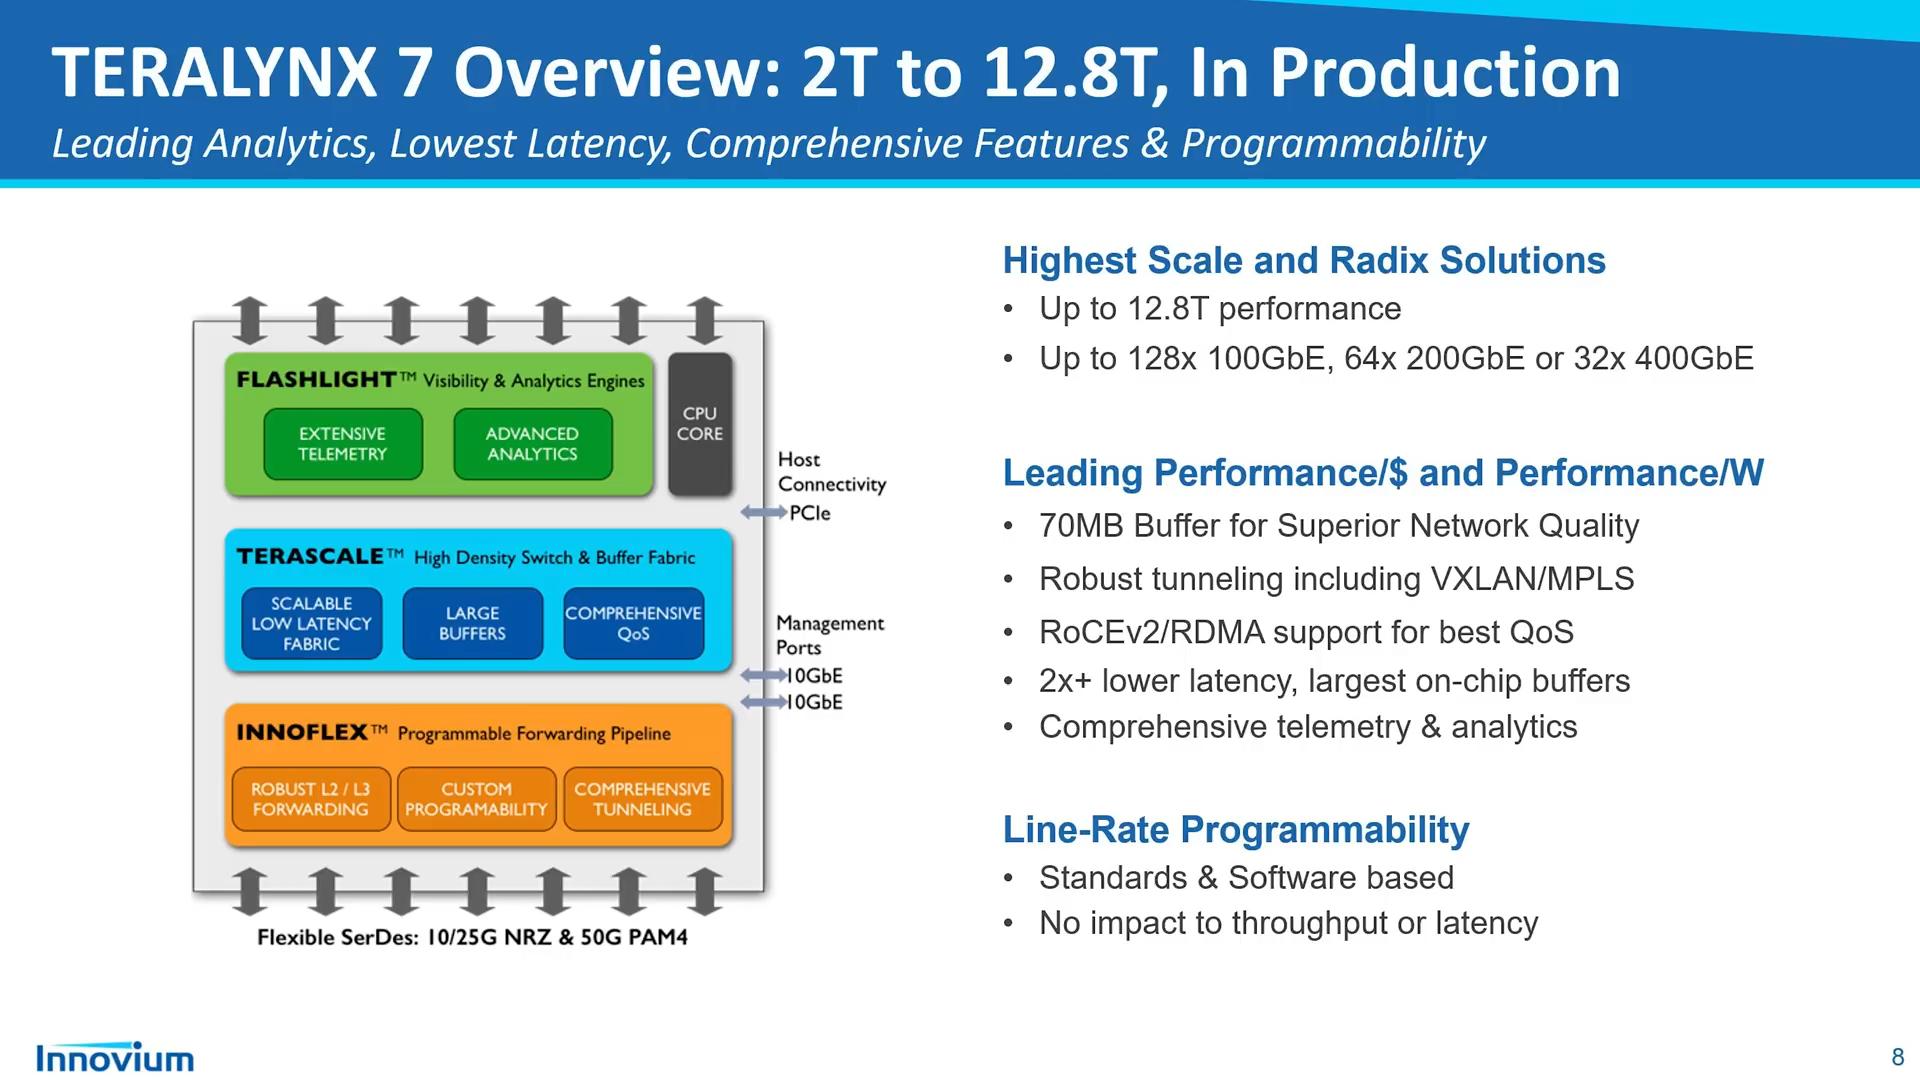 TERALYNX 7 Overview: 2T to 12.8T, In Production
Leading Analytics, Lowest Latency, Comprehensive Features & Programmability
FLASHLIGHT™ Visibility & Analytics Engines
EXTENSIVE
TELEMETRY
ADVANCED
ANALYTICS
CPU
CORE
Host
Connectivity
PCIe
TERASCALE™ High Density Switch & Buffer Fabric
SCALABLE
LOW LATENCY
FABRIC
LARGE
BUFFERS
COMPREHENSIVE
QoS
Management
Ports
10GbE
10GbE
INNOFLEX™ Programmable Forwarding Pipeline
ROBUST L2 / L3
FORWARDING
CUSTOM
PROGRAMABILITY
COMPREHENSIVE
TUNNELING
Flexible SerDes: 10/25G NRZ & 50G PAM4
Highest Scale and Radix Solutions
• Up to 12.8T performance
• Up to 128x 100GbE, 64x 200GbE or 32x 400GbE
Leading Performance/$ and Performance/W
• 70MB Buffer for Superior Network Quality
• Robust tunneling including VXLAN/MPLS
• RoCEv2/RDMA support for best QoS
• 2x+ lower latency, largest on-chip buffers
• Comprehensive telemetry & analytics
Line-Rate Programmability
• Standards & Software based
• No impact to throughput or latency
Innovium
8